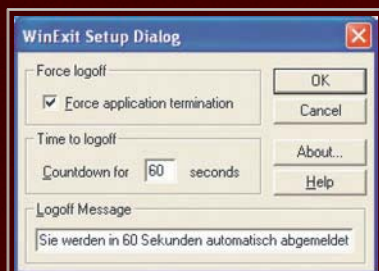 WinExit Setup Dialog
Force logoff
Force application termination
OK
Cancel
Time to logoff
Countdown for 60 seconds
About...
Help
Logoff Message
Sie werden in 60 Sekunden automatisch abgemeldet